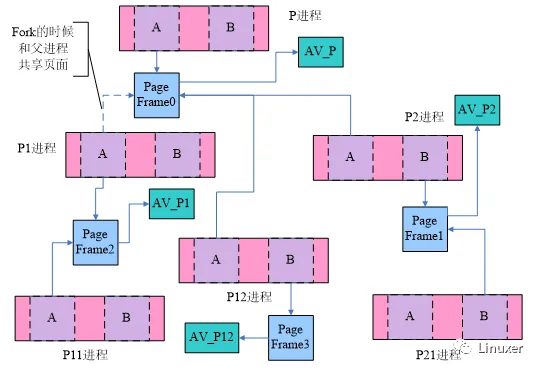 Fork的时候
和父进程
共享页面
P进程
A
B
AV_P
Page
Frame0
P1进程
A
B
P2进程
AV_P2
A
B
AV_P1
Page
Frame2
Page
Frame1
A
B
P12进程
A
B
P11进程
AV_P12
Page
Frame3
A
B
P21进程
Linuxer